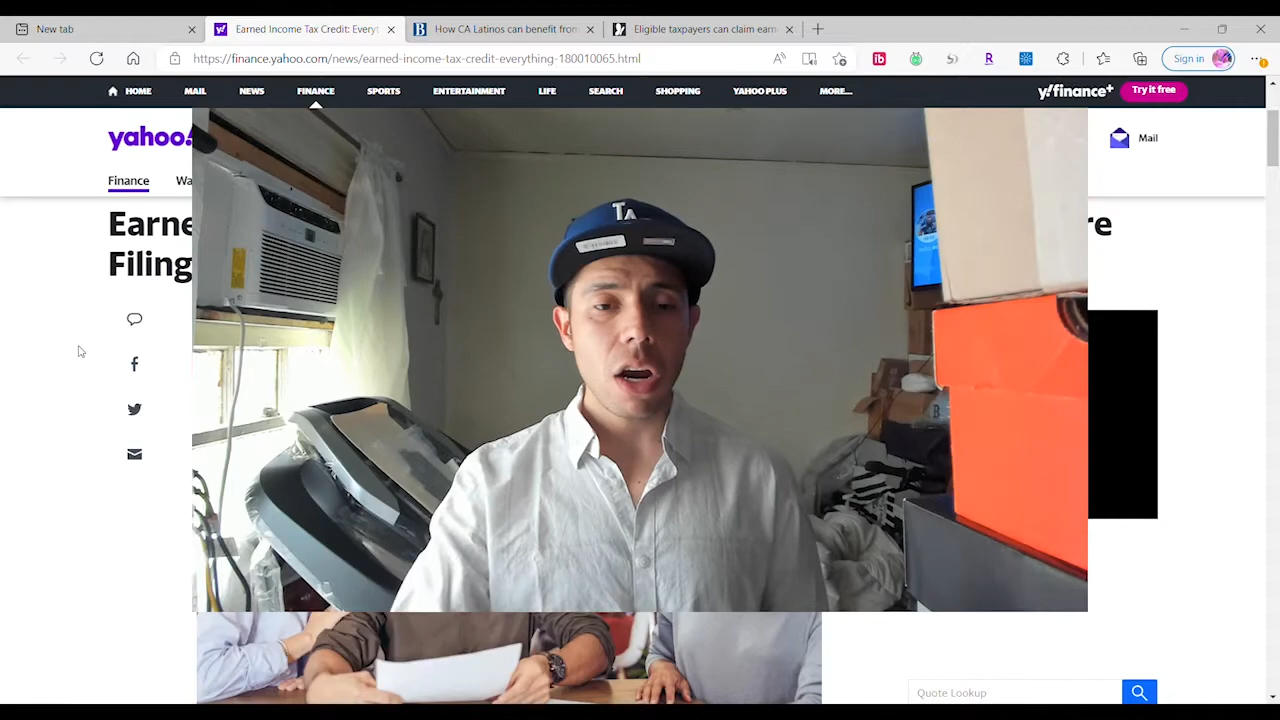 New tab
Earned Income Tax Credit: Everyt
How CA Latinos can benefit from
Eligible taxpayers can claim earn
http://finance.yahoo.com/news/earned-income-tax-credit-everything-180010065.html
Sign in
HOME
MAIL
NEWS
FINANCE
SPORTS
ENTERTAINMENT
LIFE
SEARCH
SHOPPING
YAHOO PLUS
MORE...
y!finance+
Try it free
yahoo!
Mail
Finance
Wa
Earne
re
Filing
TA
Quote Lookup